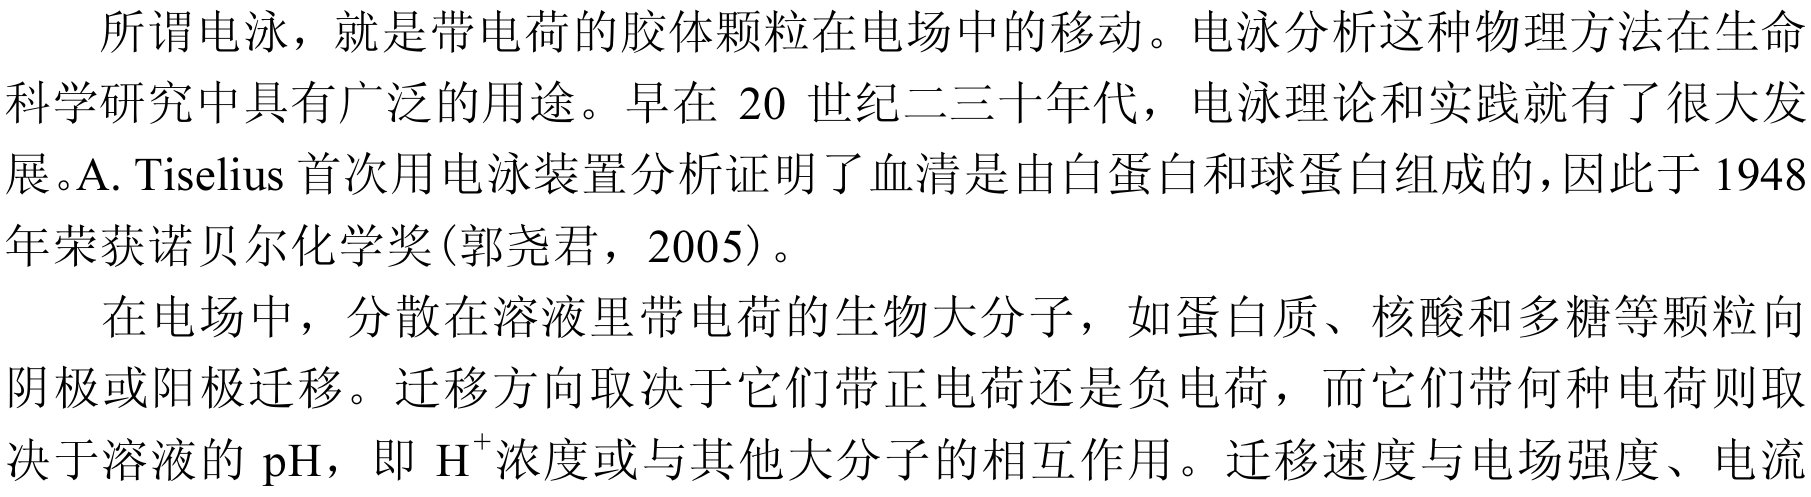 所谓电泳，就是带电荷的胶体颗粒在电场中的移动。电泳分析这种物理方法在生命
科学研究中具有广泛的用途。早在 20 世纪二三十年代，电泳理论和实践就有了很大发
展。A. Tiselius 首次用电泳装置分析证明了血清是由白蛋白和球蛋白组成的，因此于 1948
年荣获诺贝尔化学奖(郭尧君，2005)。
在电场中，分散在溶液里带电荷的生物大分子，如蛋白质、核酸和多糖等颗粒向
阴极或阳极迁移。迁移方向取决于它们带正电荷还是负电荷，而它们带何种电荷则取
决于溶液的 pH，即 H⁺浓度或与其他大分子的相互作用。迁移速度与电场强度、电流